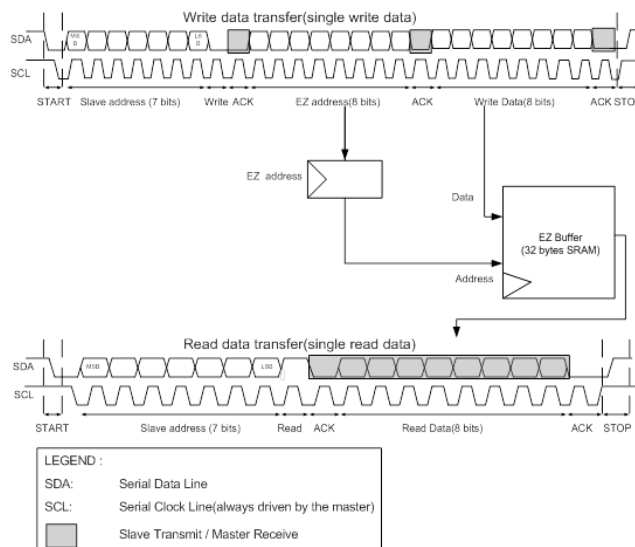 Write data transfer(single write data)
SDA
MS
B
LS
B
SCL
START Slave address (7 bits) Write ACK EZ address(8 bits) ACK Write Data(8 bits) ACK STO
EZ address
Data
EZ Buffer
(32 bytes SRAM)
Address
Read data transfer(single read data)
SDA
MSB
LSB
SCL
START Slave address (7 bits) Read ACK Read Data(8 bits) ACK STOP
LEGEND :
SDA: Serial Data Line
SCL: Serial Clock Line(always driven by the master)
Slave Transmit / Master Receive